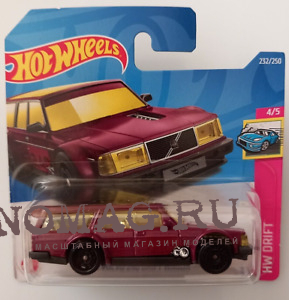 HOT WHEELS
232/250
4/5
NOMAG.RU
МАСШТАБНЫЙ МАГАЗИН МОДЕЛЕЙ
HW DRIFT